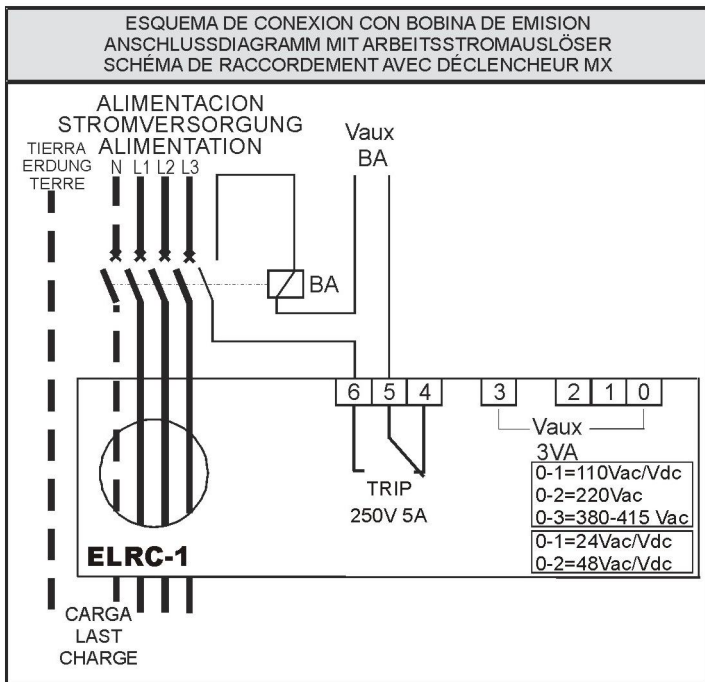 ESQUEMA DE CONEXION CON BOBINA DE EMISION
ANSCHLUSSDIAGRAMM MIT ARBEITSSTROMAUSLÖSER
SCHÉMA DE RACCORDEMENT AVEC DÉCLENCHEUR MX
ALIMENTACION
STROMVERSORGUNG
ALIMENTATION
TIERRA
ERDUNG
TERRE
N L1 L2 L3
Vaux
BA
BA
6 5 4 3 2 1 0
TRIP
250V 5A
Vaux
3VA
0-1=110Vac/Vdc
0-2=220Vac
0-3=380-415 Vac
0-1=24Vac/Vdc
0-2=48Vac/Vdc
ELRC-1
CARGA
LAST
CHARGE